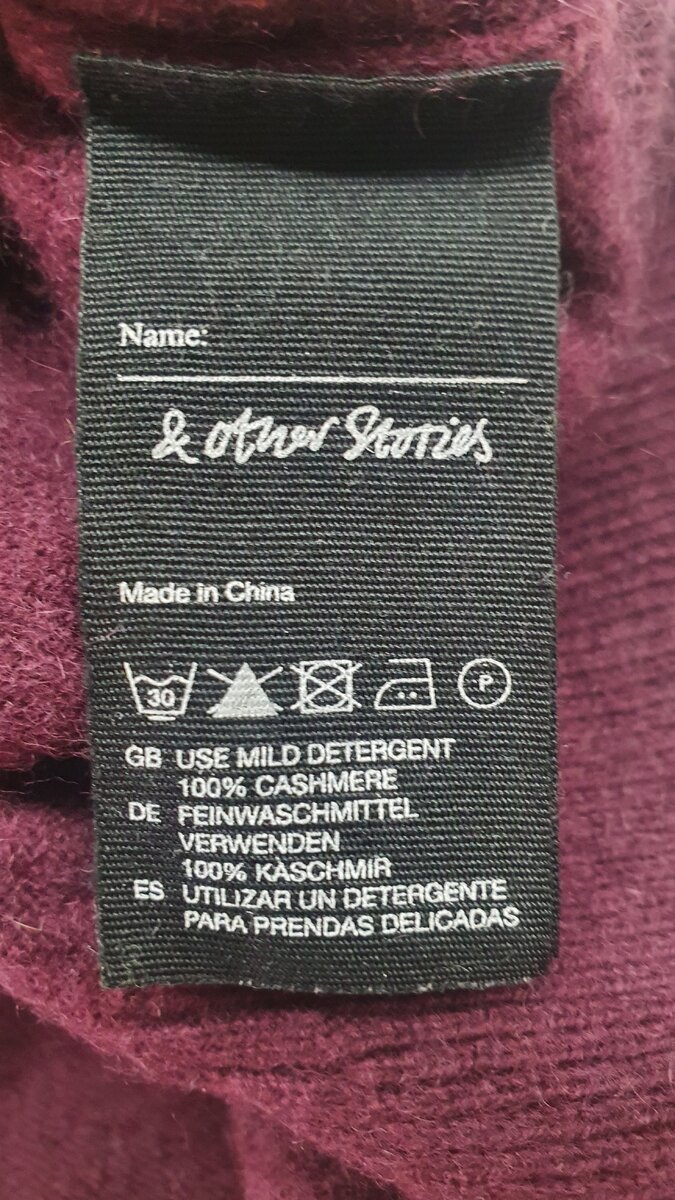 Name:
& other Stories
Made in China
30 P
GB USE MILD DETERGENT
100% CASHMERE
DE FEINWASCHMITTEL
VERWENDEN
100% KASCHMIR
ES UTILIZAR UN DETERGENTE
PARA PRENDAS DELICADAS